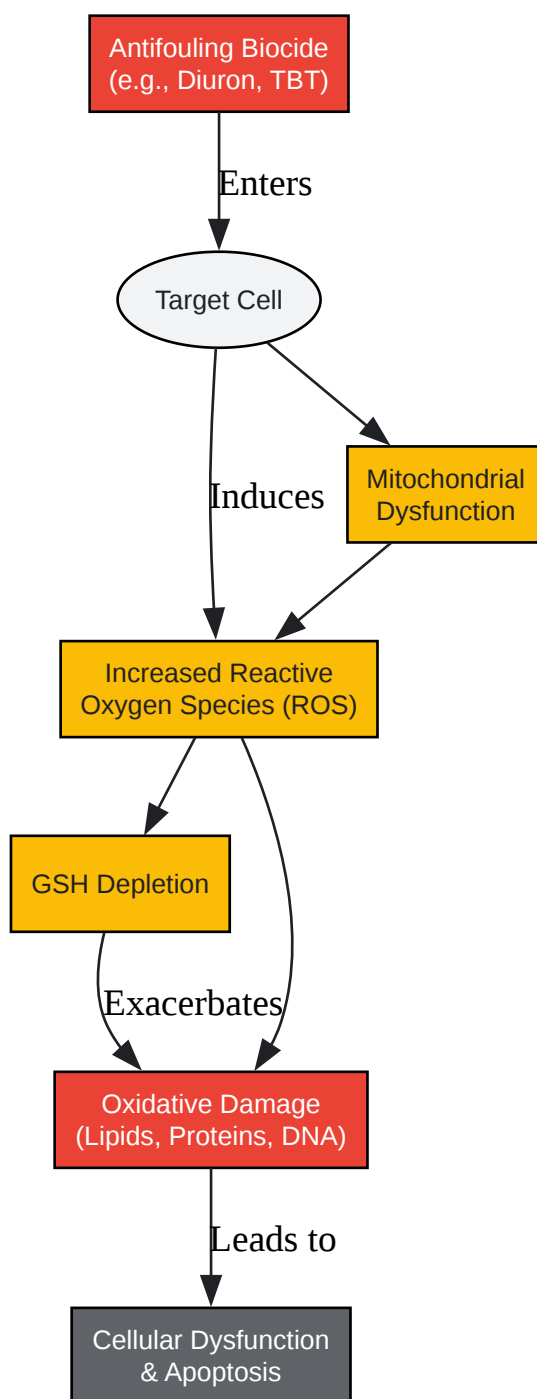 Antifouling Biocide
(e.g., Diuron, TBT)
Enters
Target Cell
Mitochondrial
Dysfunction
Induces
Increased Reactive
Oxygen Species (ROS)
GSH Depletion
Exacerbates
Oxidative Damage
(Lipids, Proteins, DNA)
Leads to
Cellular Dysfunction
& Apoptosis